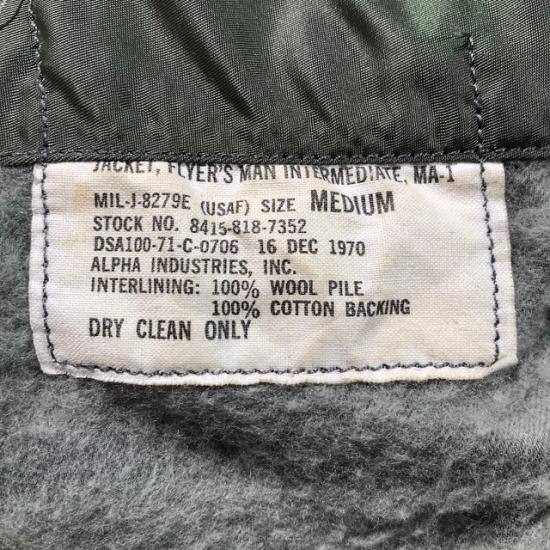 JACKET, FLYER'S MAN INTERMEDIATE, MA-1
MIL-J-8279E (USAF) SIZE MEDIUM
STOCK NO. 8415-818-7352
DSA100-71-C-0706 16 DEC 1970
ALPHA INDUSTRIES, INC.
INTERLINING: 100% WOOL PILE
100% COTTON BACKING
DRY CLEAN ONLY